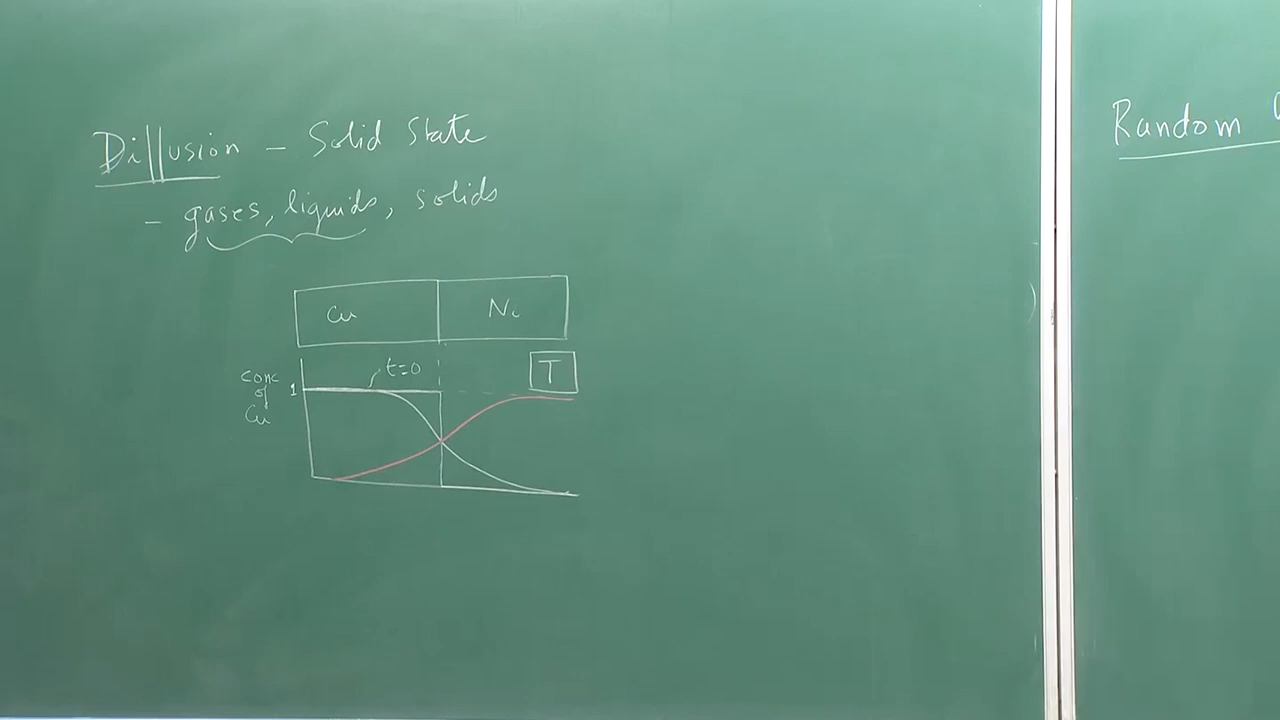 Diffusion - Solid State
- gases, liquids, solids
Cu
Ni
conc
of
Cu
1
t=0
T
Random